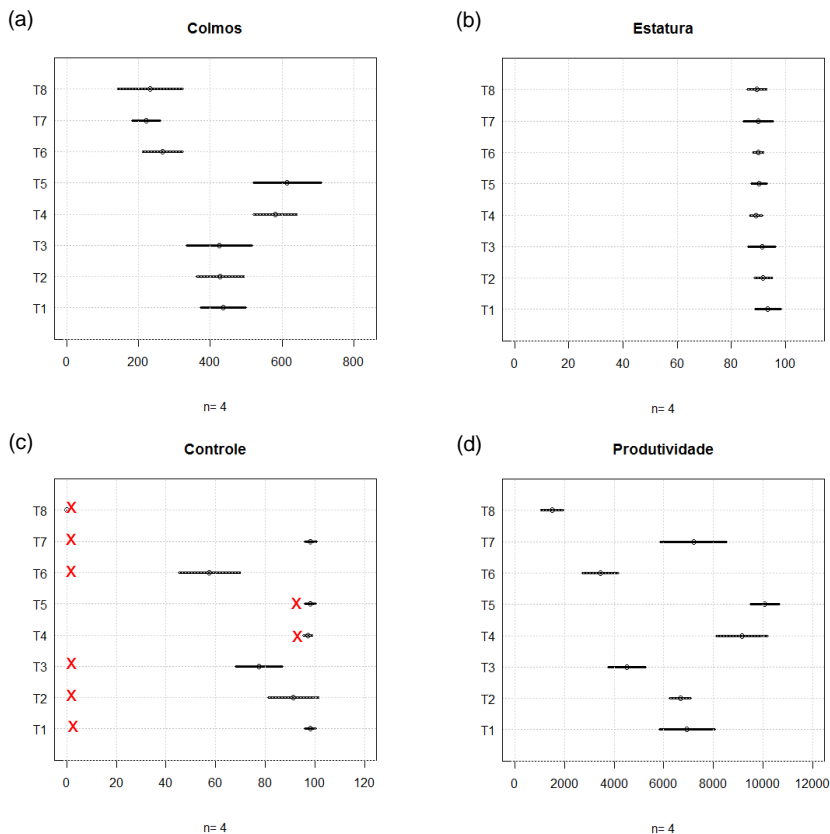 (a)
Colmos
T8
T7
T6
T5
T4
T3
T2
T1
0 200 400 600 800
n= 4
(b)
Estatura
T8
T7
T6
T5
T4
T3
T2
T1
0 20 40 60 80 100
n= 4
(c)
Controle
T8 X
T7 X
T6 X
T5 X
T4 X
T3 X
T2 X
T1 X
0 20 40 60 80 100 120
n= 4
(d)
Produtividade
T8
T7
T6
T5
T4
T3
T2
T1
0 2000 4000 6000 8000 10000 12000
n= 4